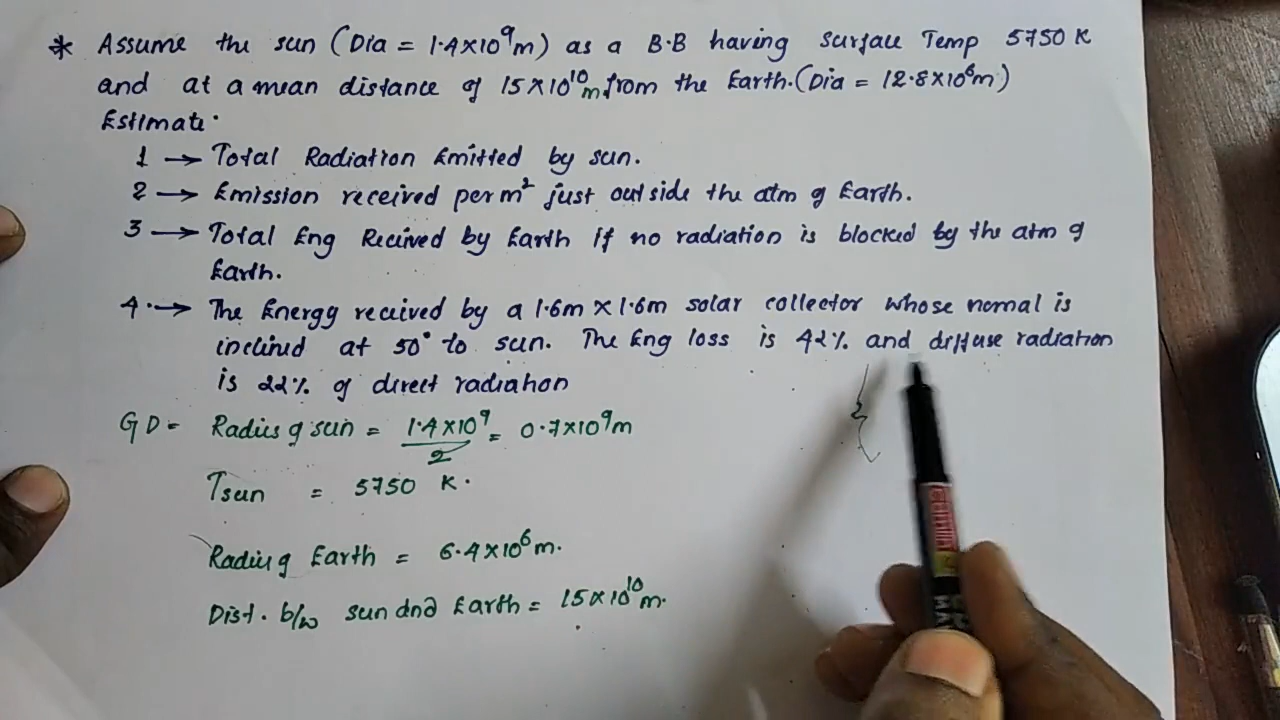 * Assume the sun (Dia = 1.4×10⁹m) as a B.B having surface Temp 5750 K
and at a mean distance of 15×10¹⁰m from the Earth. (Dia = 12.8×10⁶m)
Estimate.
1 → Total Radiation Emitted by sun.
2 → Emission received per m² just outside the atm of Earth.
3 → Total Eng Recived by Earth if no radiation is blocked by the atm of
Earth.
4. → The Energy received by a 1.6m × 1.6m solar collector whose normal is
inclined at 50° to sun. The Eng loss is 42% and diffuse radiation
is 22% of direct radiation
GD = Radius of sun = 1.4×10⁹/2 = 0.7×10⁹m
Tsun = 5750 K.
Radius of Earth = 6.4×10⁶m.
Dist. b/w sun and Earth = 15×10¹⁰m.